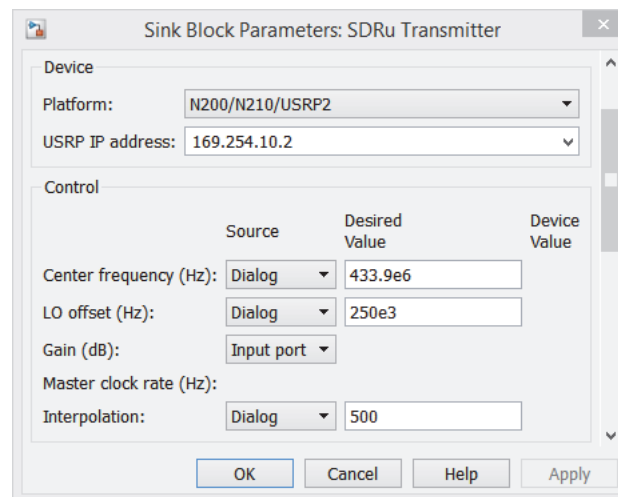 Sink Block Parameters: SDRu Transmitter
Device
Platform: N200/N210/USRP2
USRP IP address: 169.254.10.2
Control
Source Desired Value Device Value
Center frequency (Hz): Dialog 433.9e6
LO offset (Hz): Dialog 250e3
Gain (dB): Input port
Master clock rate (Hz):
Interpolation: Dialog 500
OK Cancel Help Apply